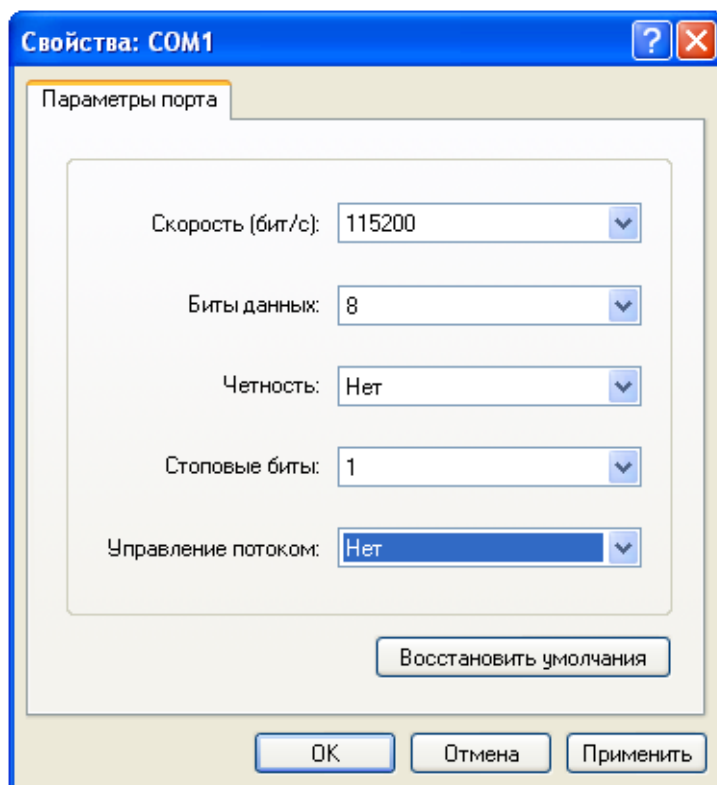 Свойства: COM1
Параметры порта
Скорость (бит/с): 115200
Биты данных: 8
Четность: Нет
Стоповые биты: 1
Управление потоком: Нет
Восстановить умолчания
OK Отмена Применить